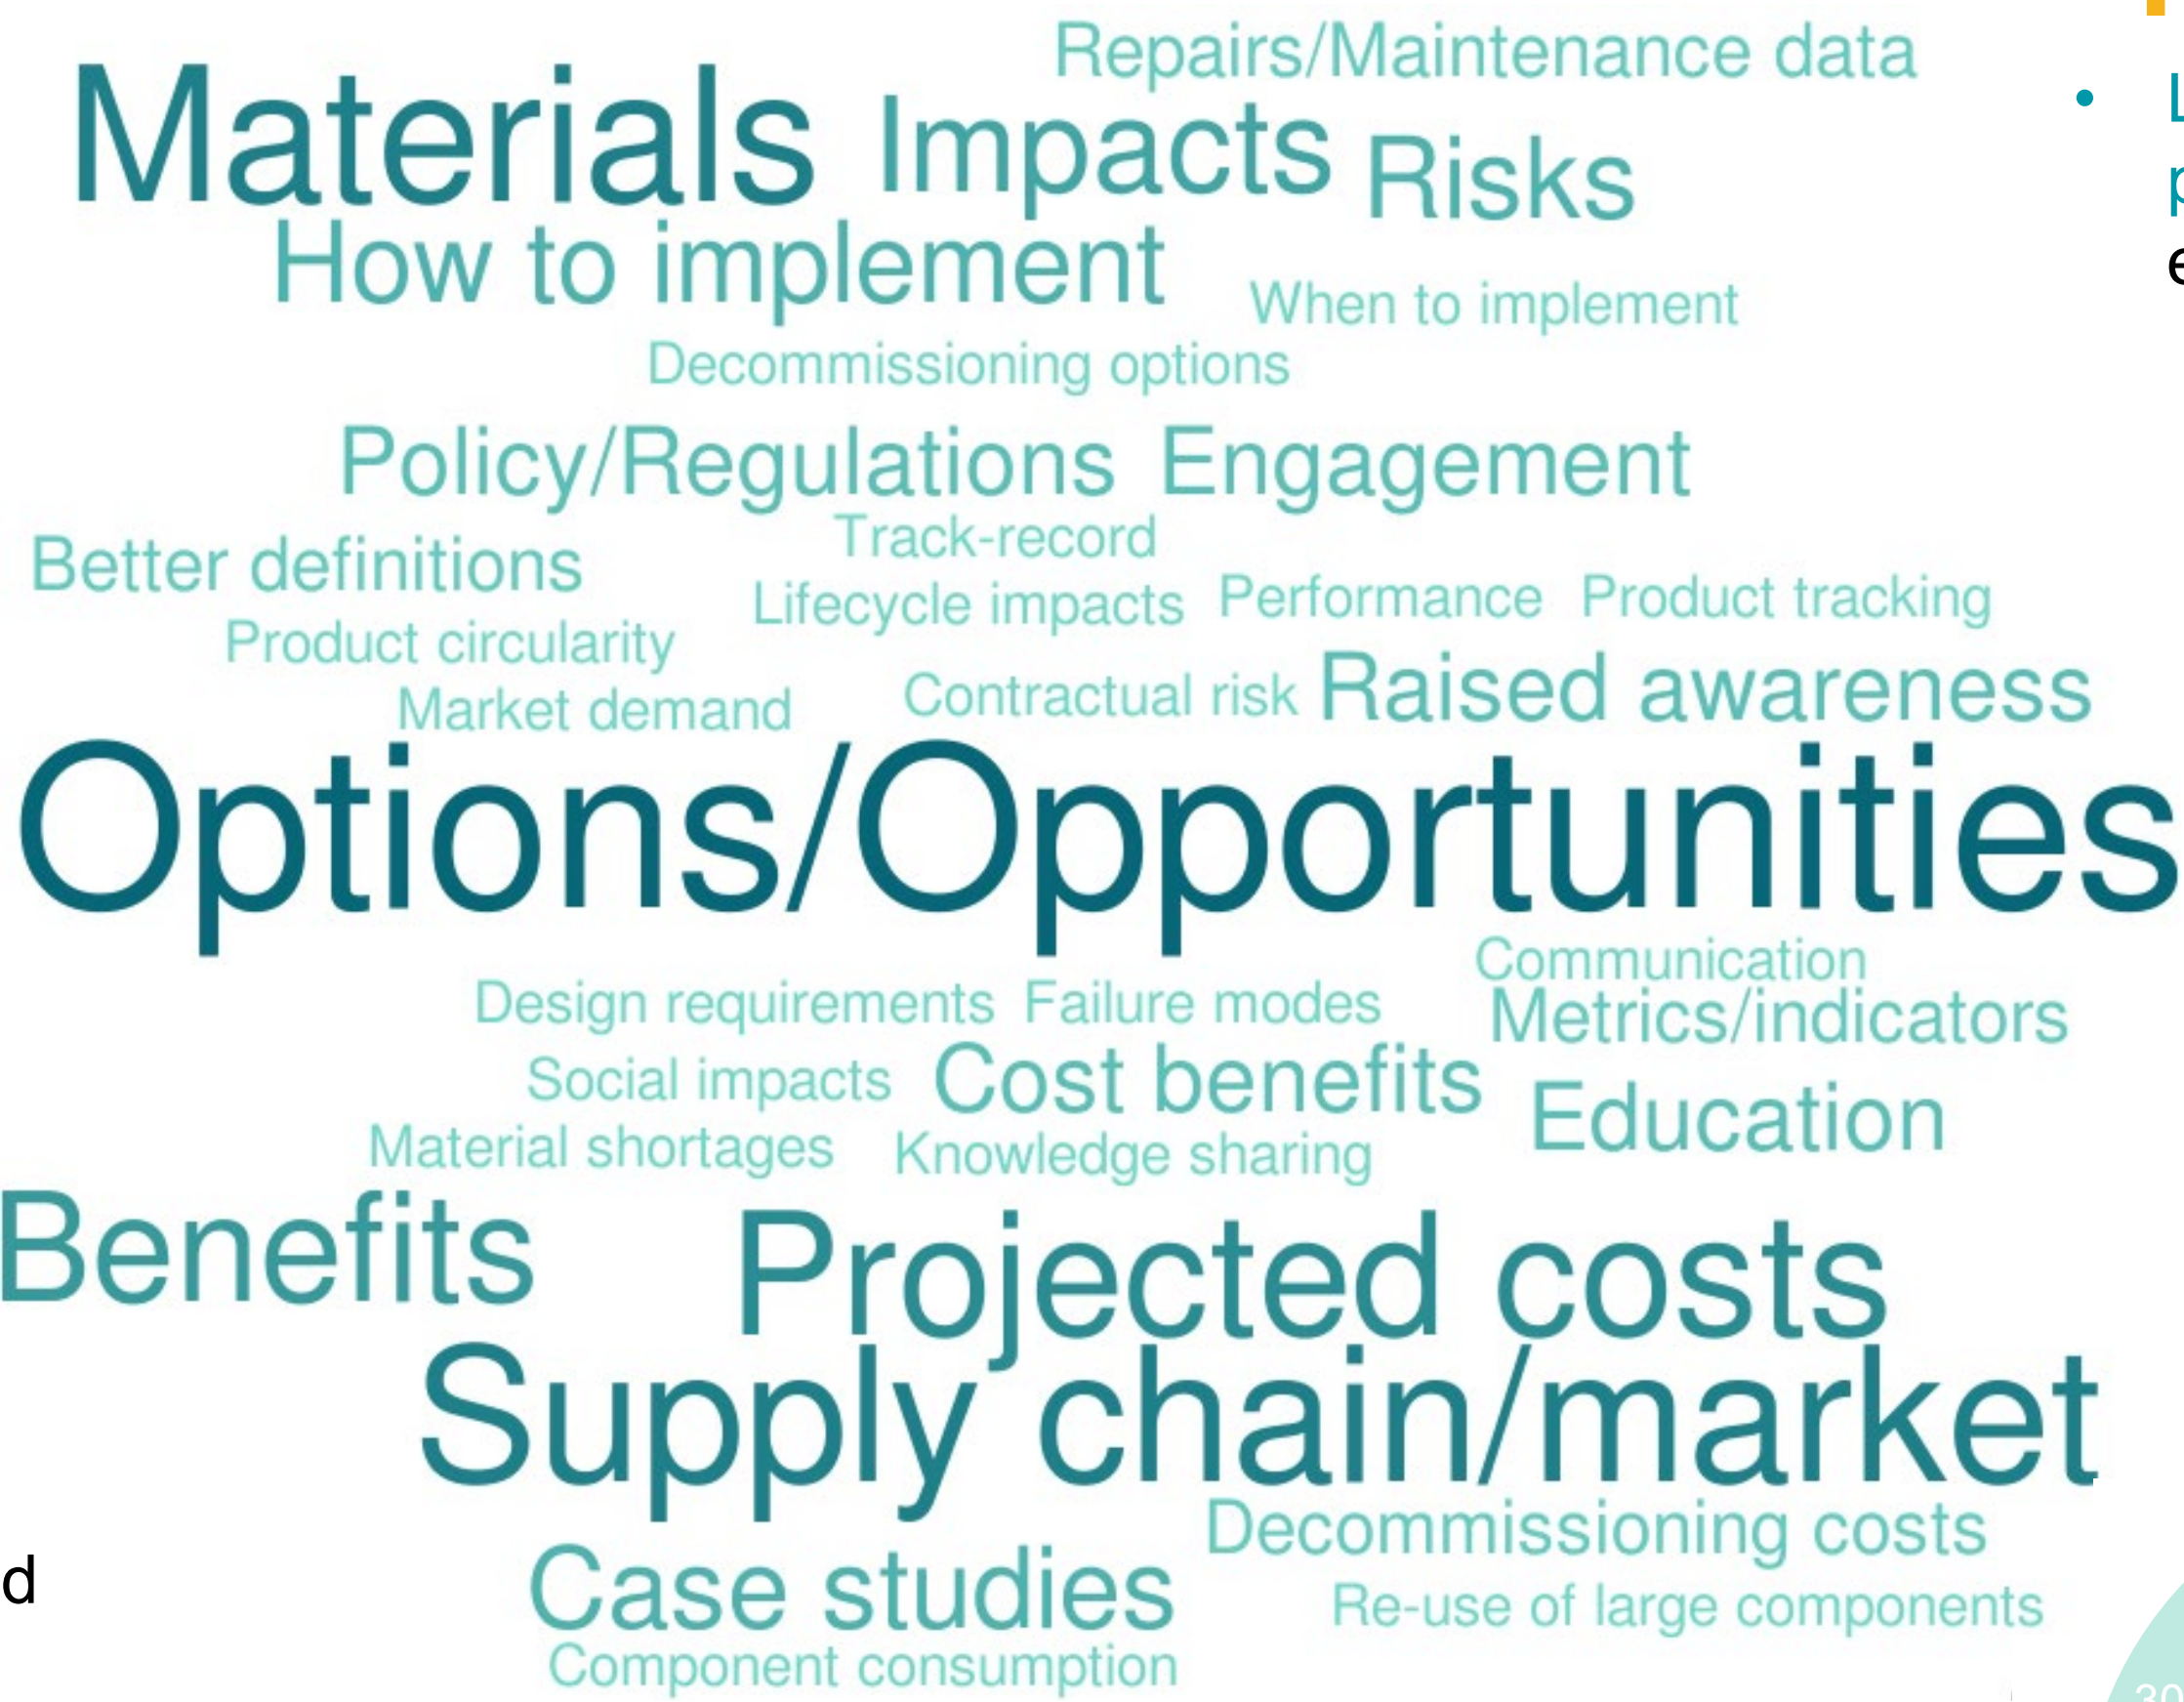 Repairs/Maintenance data
Materials Impacts Risks
How to implement
When to implement
Decommissioning options
Policy/Regulations Engagement
Track-record
Better definitions
Lifecycle impacts Performance Product tracking
Product circularity
Market demand Contractual risk Raised awareness
Options/Opportunities
Communication
Design requirements Failure modes Metrics/indicators
Social impacts Cost benefits Education
Material shortages Knowledge sharing
Benefits Projected costs
Supply chain/market
Decommissioning costs
d
Case studies
Re-use of large components
Component consumption
30